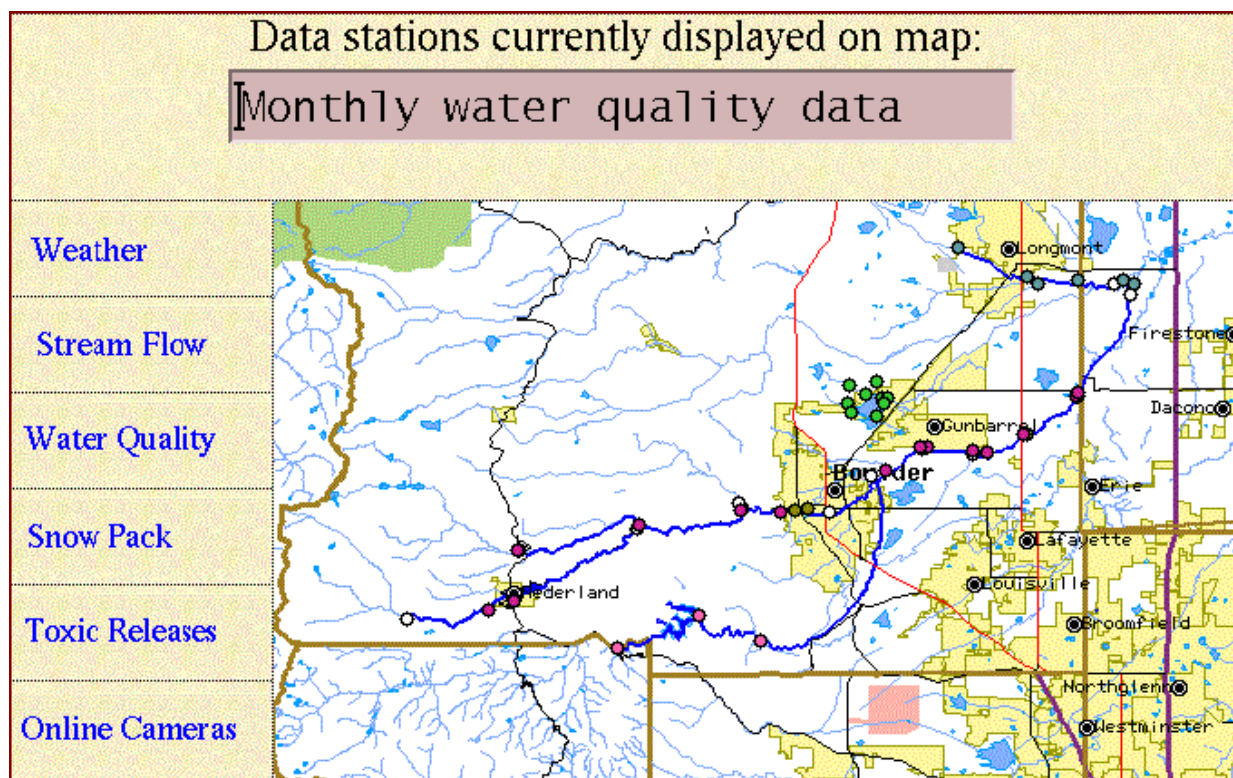 Data stations currently displayed on map:
Monthly water quality data
Weather
Stream Flow
Water Quality
Snow Pack
Toxic Releases
Online Cameras
Longmont
Firestone
Dacono
Gunbarrel
Boulder
Erie
Lafayette
Nederland
Louisville
Broomfield
Northglenn
Westminster